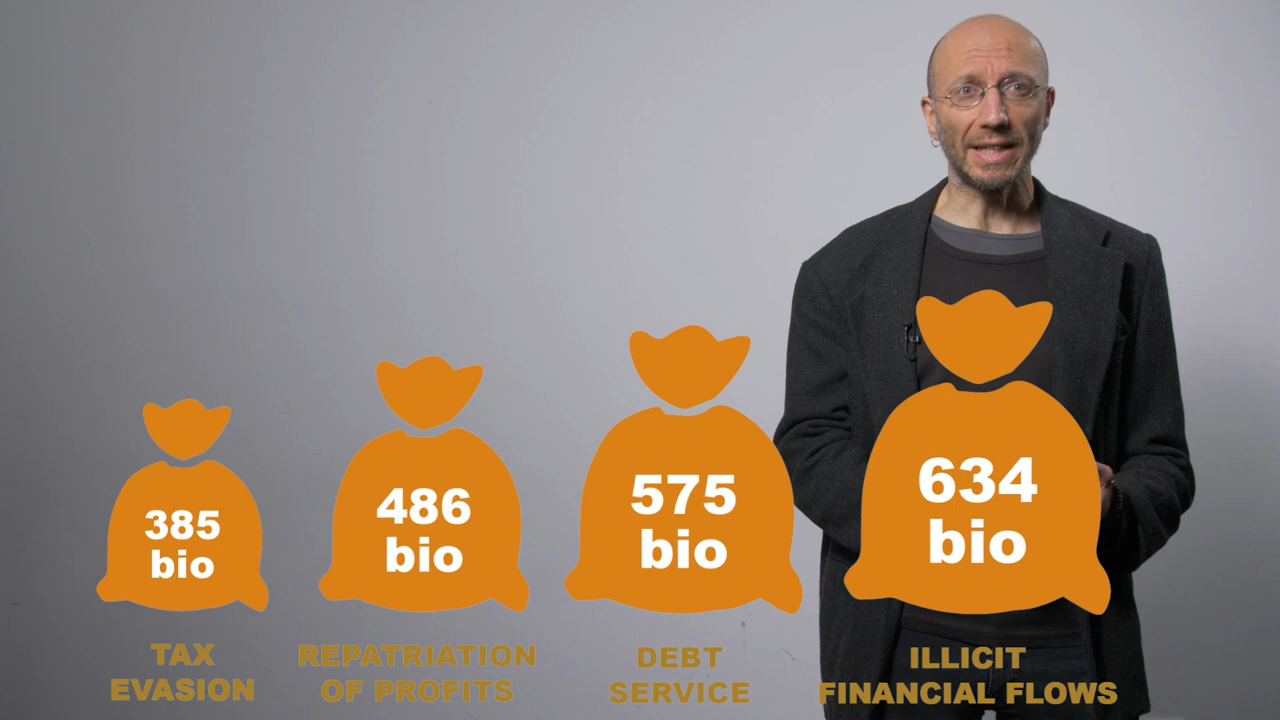 385
bio
TAX
EVASION
486
bio
REPATRIATION
OF PROFITS
575
bio
DEBT
SERVICE
634
bio
ILLICIT
FINANCIAL FLOWS